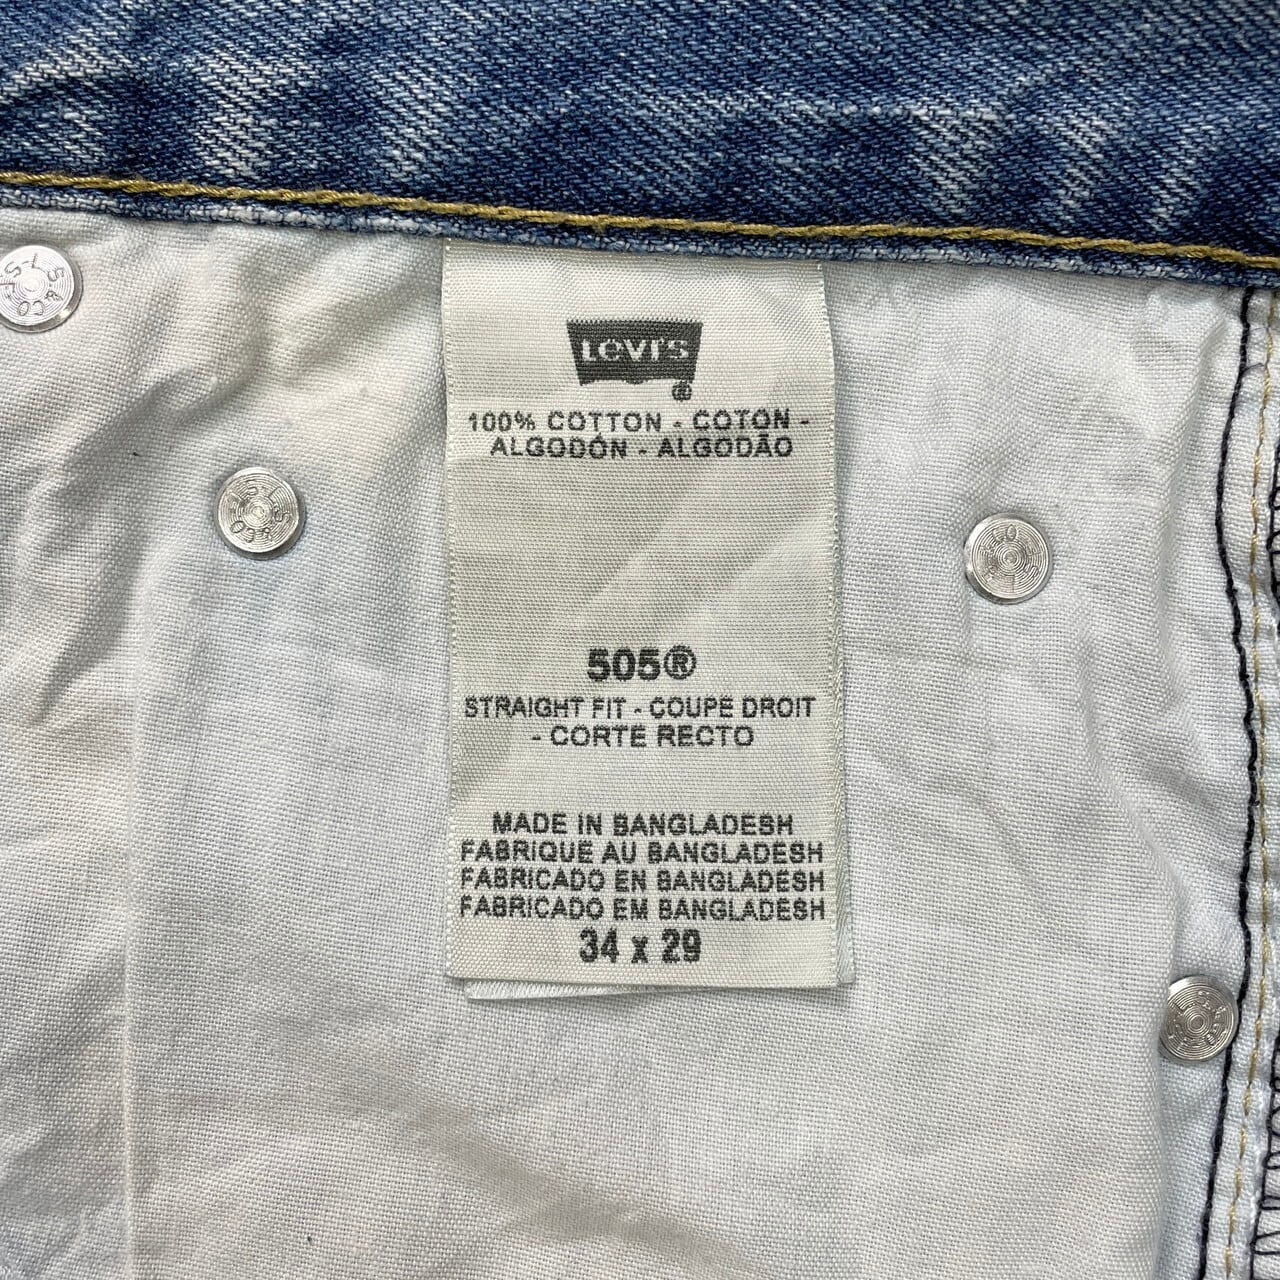 Levi's
®
100% COTTON - COTON -
ALGODÓN - ALGODÃO
505®
STRAIGHT FIT - COUPE DROIT
- CORTE RECTO
MADE IN BANGLADESH
FABRIQUE AU BANGLADESH
FABRICADO EN BANGLADESH
FABRICADO EM BANGLADESH
34 x 29